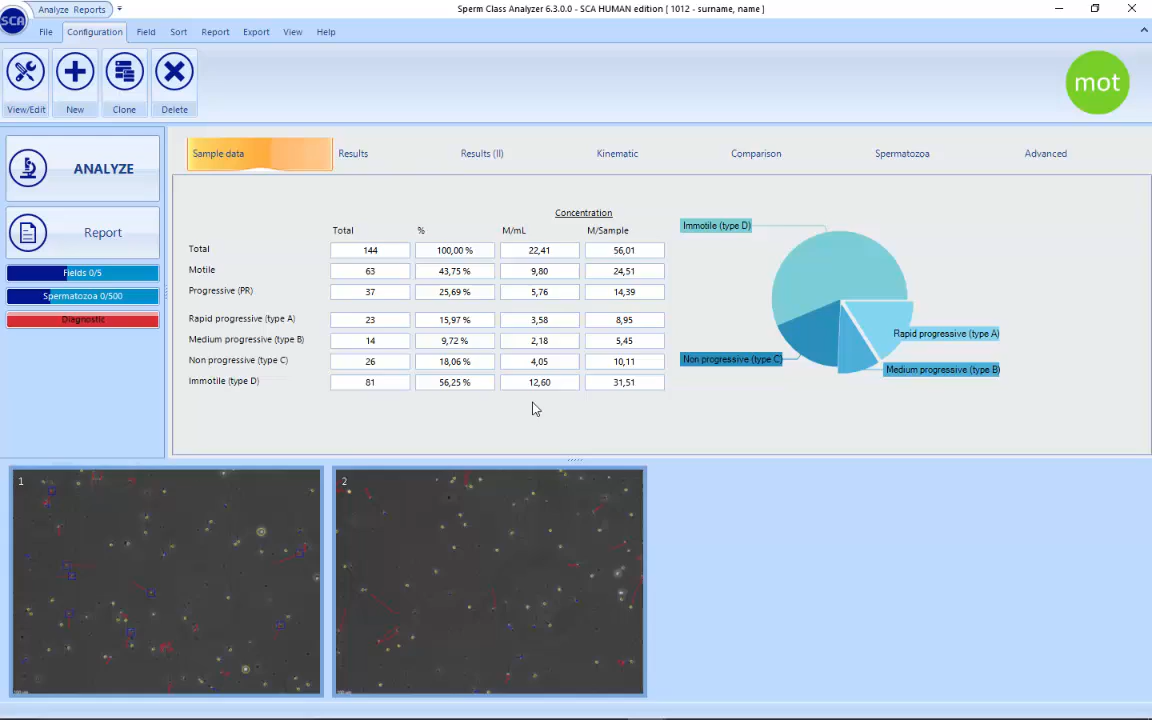 Analyze Reports
Sperm Class Analyzer 6.3.0.0 - SCA HUMAN edition [ 1012 - surname, name ]
SCA
File Configuration Field Sort Report Export View Help
View/Edit New Clone Delete
mot
ANALYZE
Report
Fields 0/5
Spermatozoa 0/500
Diagnostic
Sample data Results Results (II) Kinematic Comparison Spermatozoa Advanced
Concentration
Total % M/mL M/Sample
Total 144 100,00 % 22,41 56,01
Motile 63 43,75 % 9,80 24,51
Progressive (PR) 37 25,69 % 5,76 14,39
Rapid progressive (type A) 23 15,97 % 3,58 8,95
Medium progressive (type B) 14 9,72 % 2,18 5,45
Non progressive (type C) 26 18,06 % 4,05 10,11
Immotile (type D) 81 56,25 % 12,60 31,51
Immotile (type D)
Rapid progressive (type A)
Non progressive (type C)
Medium progressive (type B)
1
2